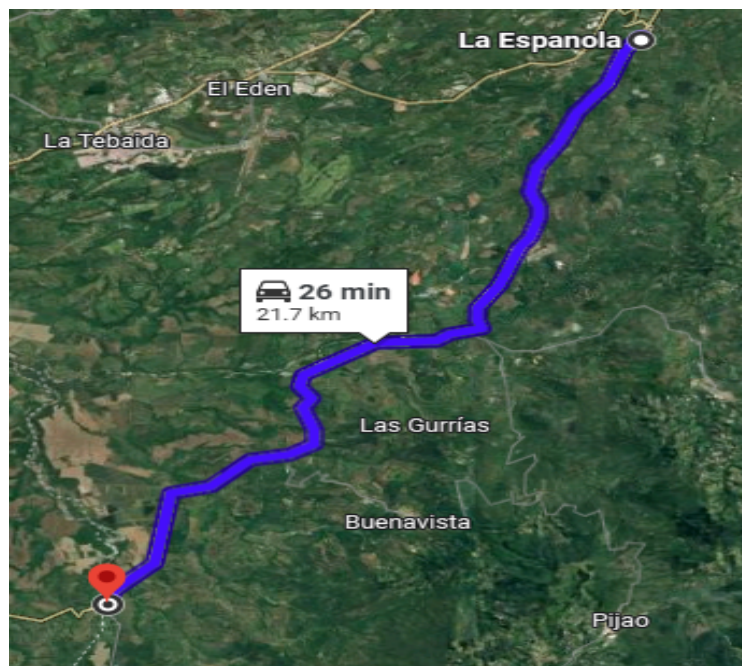 La Espanola
El Eden
La Tebaida
26 min
21.7 km
Las Gurrías
Buenavista
Pijao